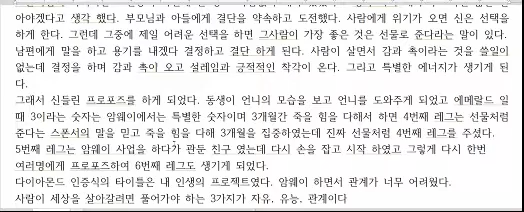 아야겠다고 생각 했다. 부모님과 아들에게 결단을 약속하고 도전했다. 사람에게 위기가 오면 신은 선택을
하게 한다. 그런데 그중에 제일 어려운 선택을 하면 그사람이 가장 좋은 것은 선물로 준다라는 말이 있다.
남편에게 말을 하고 용기를 내겠다 결정하고 결단 하게 된다. 사람이 살면서 감과 촉이라는 것을 쓸일이
없는데 결정을 하며 감과 촉이 오고 설레임과 긍적적인 착각이 온다. 그리고 특별한 에너지가 생기게 된
다.
그래서 신들린 프로포즈를 하게 되었다. 동생이 언니의 모습을 보고 언니를 도와주게 되었고 에메랄드 일
때 3이라는 숫자는 암웨이에서는 특별한 숫자이며 3개월간 죽을 힘을 다해서 하면 4번째 레그는 선물처럼
준다는 스폰서의 말을 믿고 죽을 힘을 다해 3개월을 집중하였는데 진짜 선물처럼 4번째 레그를 주셨다.
5번째 레그는 암웨이 사업을 하다가 관둔 친구 였는데 다시 손을 잡고 시작 하였고 그렇게 다시 한번
여러명에게 프로포즈하여 6번째 레그도 생기게 되었다.
다이아몬드 인증식의 타이틀은 내 인생의 프로젝트였다. 암웨이 하면서 관계가 너무 어려웠다.
사람이 세상을 살아갈려면 풀어가야 하는 3가지가 지유, 유능, 관계이다